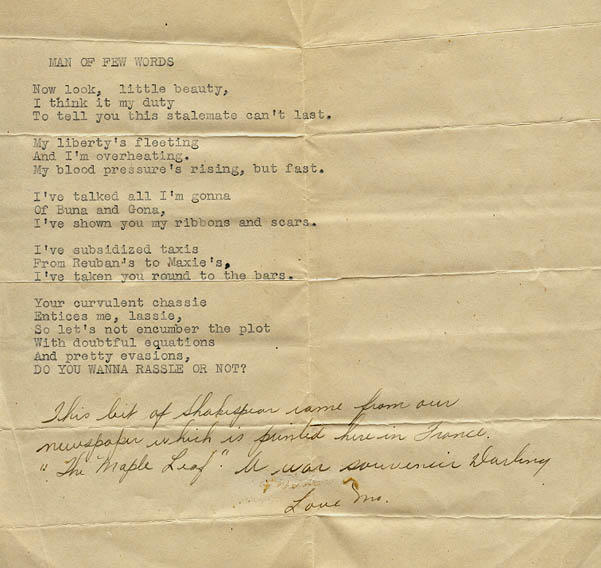 MAN OF FEW WORDS
Now look, little beauty,
I think it my duty
To tell you this stalemate can't last.
My liberty's fleeting
And I'm overheating.
My blood pressure's rising, but fast.
I've talked all I'm gonna
Of Buna and Gona,
I've shown you my ribbons and scars.
I've subsidized taxis
From Reuban's to Maxie's,
I've taken you round to the bars.
Your curvulent chassie
Entices me, lassie,
So let's not encumber the plot
With doubtful equations
And pretty evasions,
DO YOU WANNA RASSLE OR NOT?
This bit of Shakespear came from our
newspaper which is printed here in France.
"The Maple Leaf". A war souvenir Darling
Love